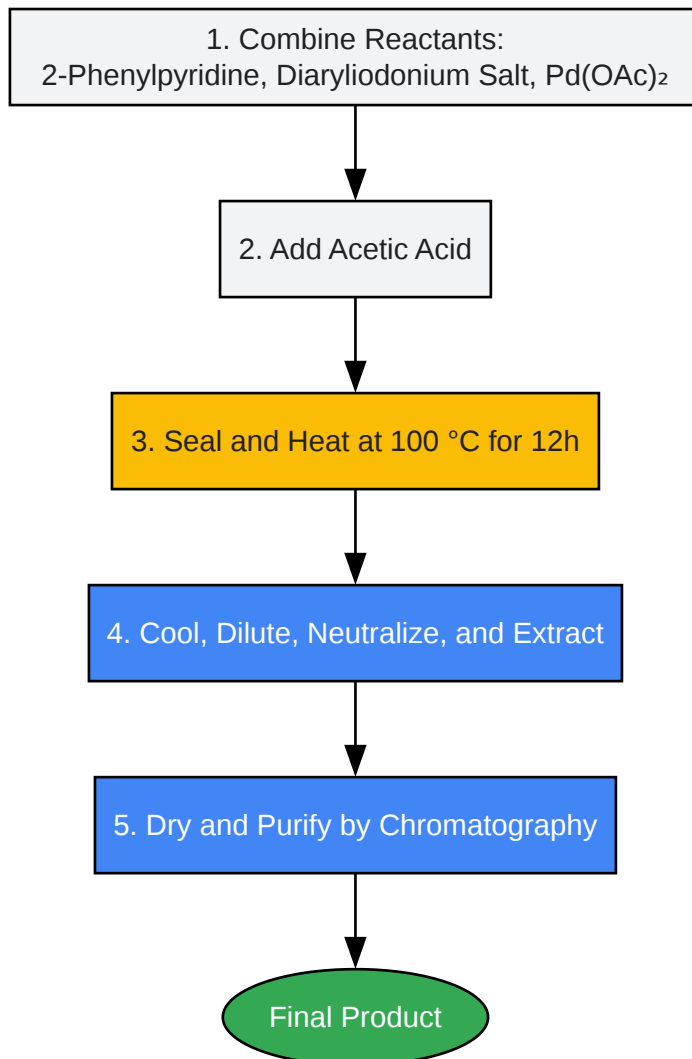 1. Combine Reactants:
2-Phenylpyridine, Diaryliodonium Salt, Pd(OAc)₂
2. Add Acetic Acid
3. Seal and Heat at 100 °C for 12h
4. Cool, Dilute, Neutralize, and Extract
5. Dry and Purify by Chromatography
Final Product